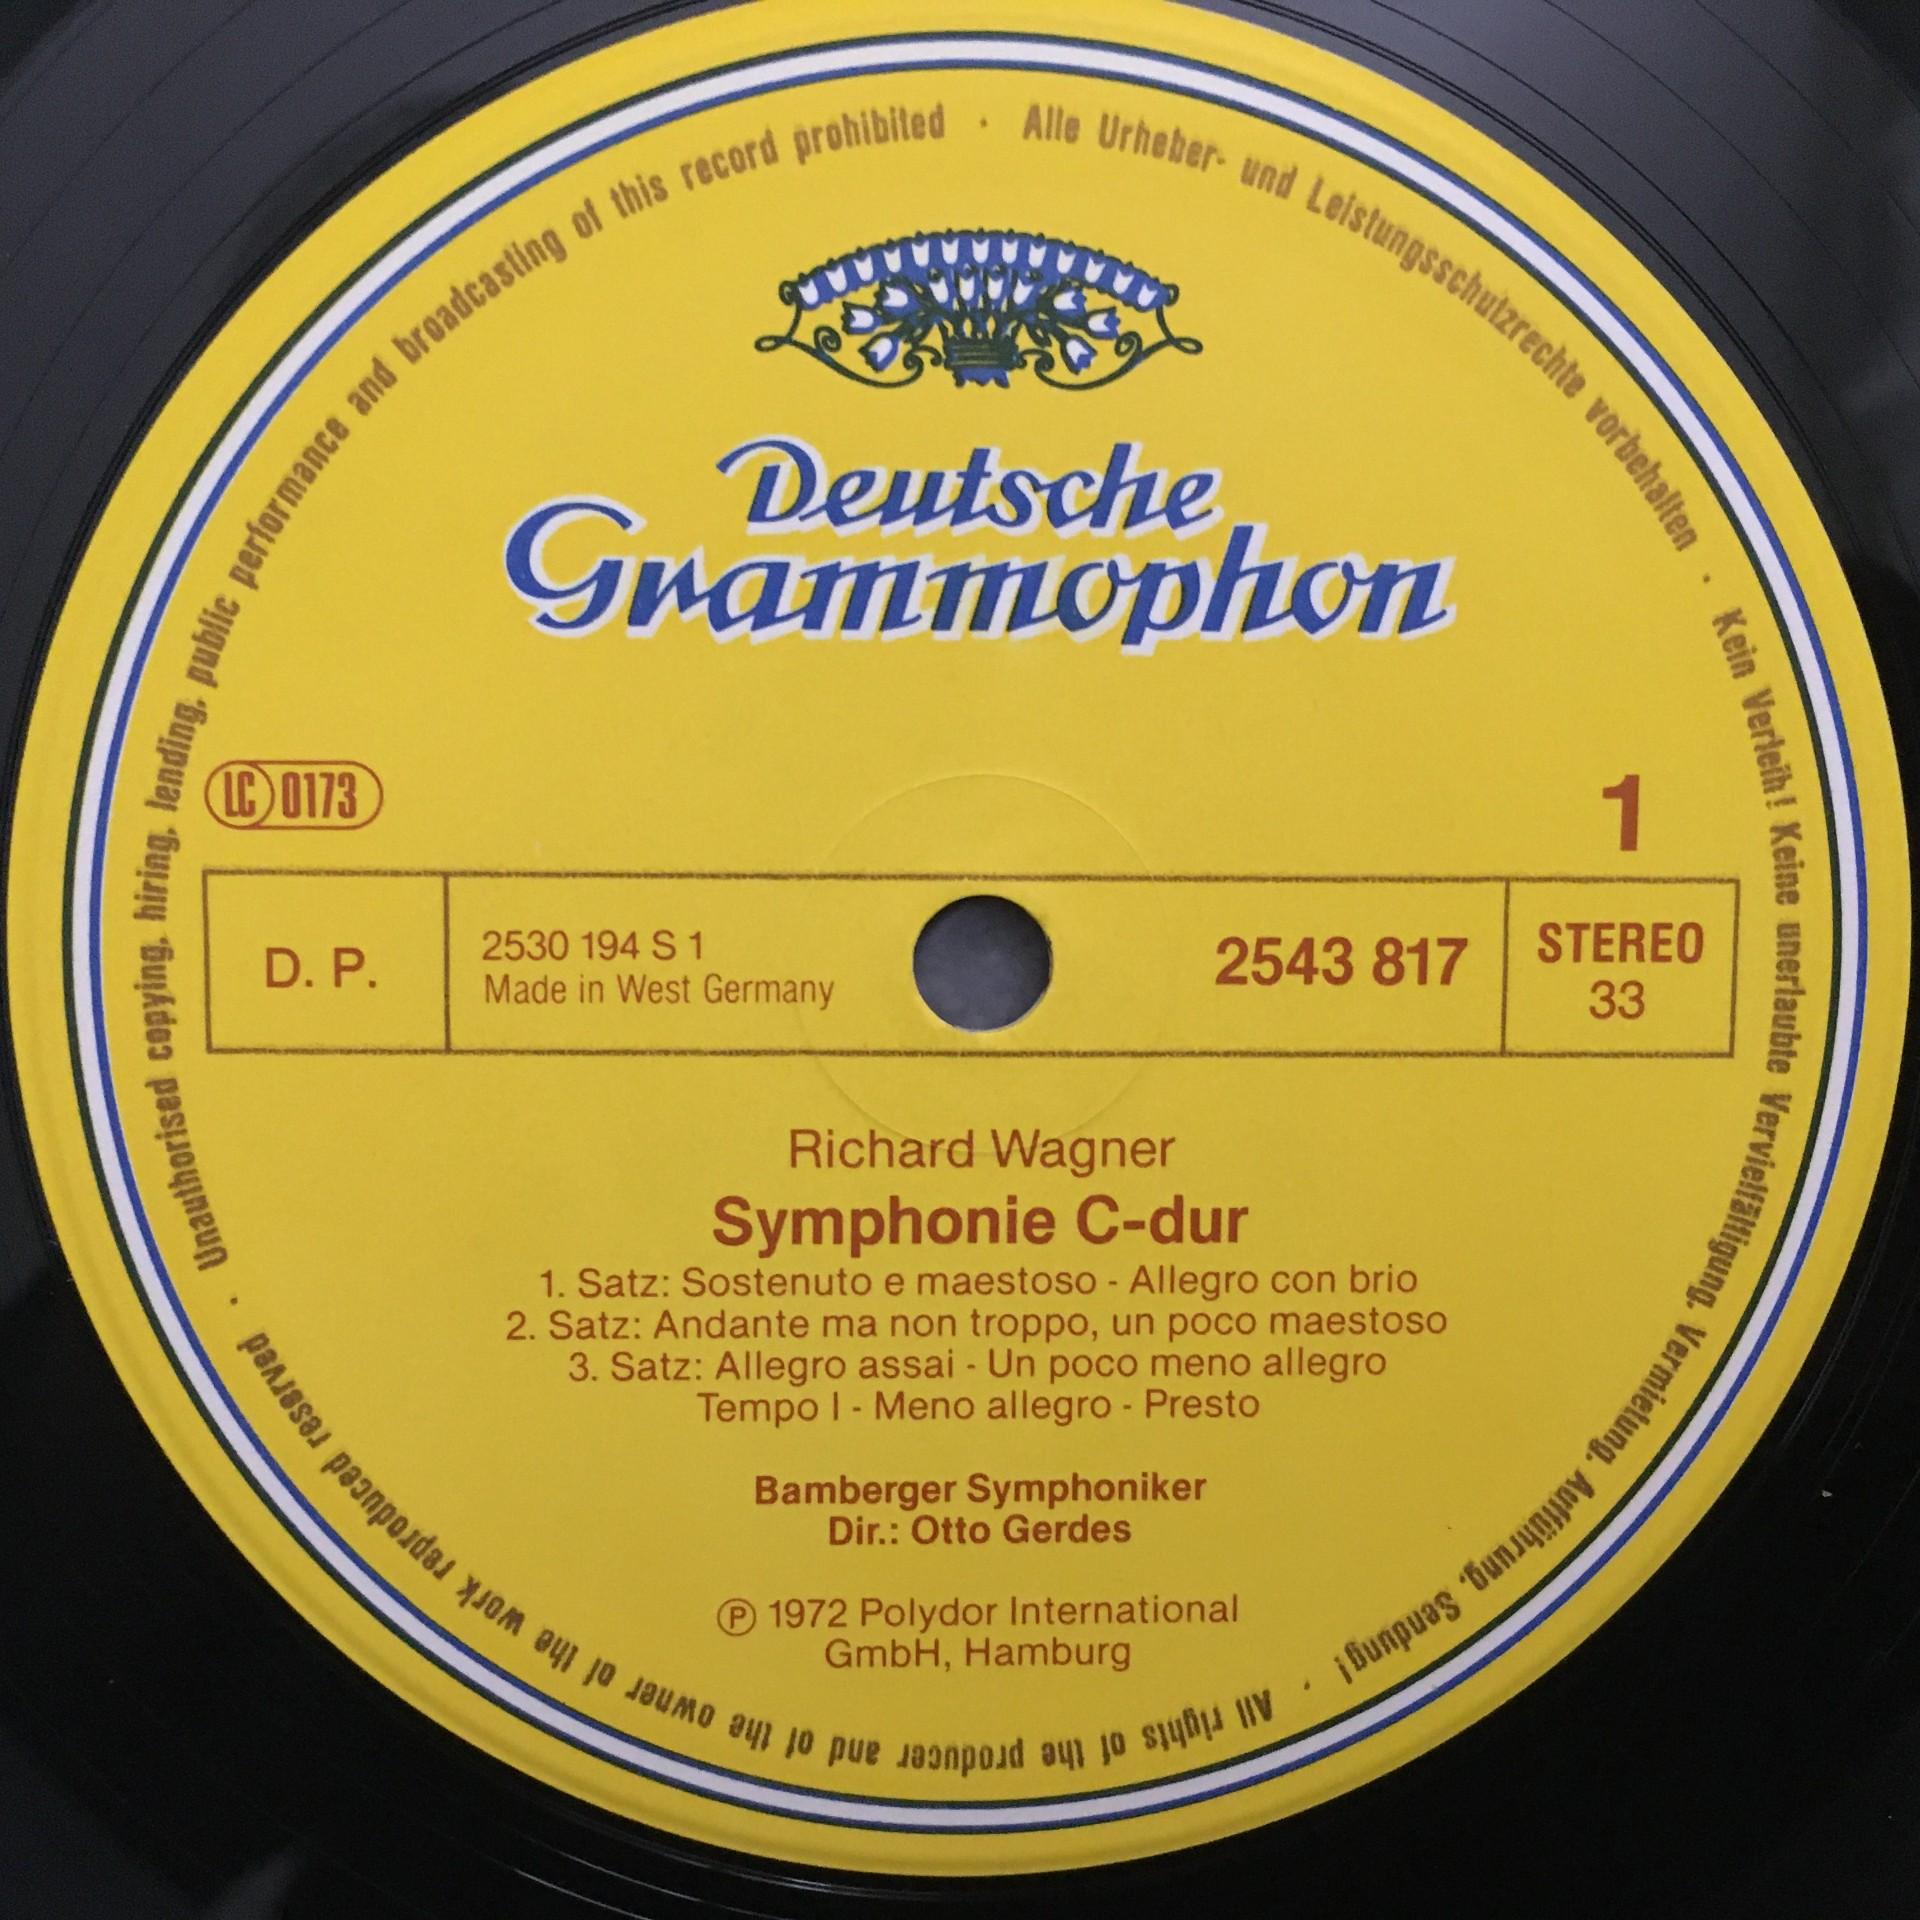 Deutsche
Grammophon
LC 0173
1
D. P.
2530 194 S 1
Made in West Germany
2543 817
STEREO
33
Richard Wagner
Symphonie C-dur
1. Satz: Sostenuto e maestoso - Allegro con brio
2. Satz: Andante ma non troppo, un poco maestoso
3. Satz: Allegro assai - Un poco meno allegro
Tempo I - Meno allegro - Presto
Bamberger Symphoniker
Dir.: Otto Gerdes
℗ 1972 Polydor International
GmbH, Hamburg
Alle Urheber- und Leistungsschutzrechte vorbehalten · Kein Verleih! Keine unerlaubte Vervielfältigung, Vermietung, Aufführung, Sendung! · All rights of the producer and of the owner of the work reproduced reserved · Unauthorised copying, hiring, lending, public performance and broadcasting of this record prohibited ·